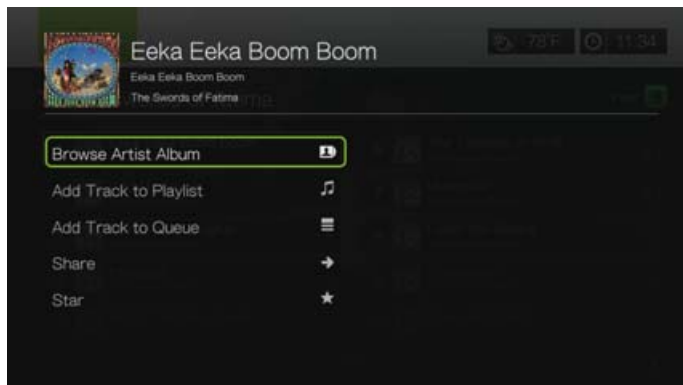 Eeka Eeka Boom Boom
78°F
11:34
Eeka Eeka Boom Boom
The Swords of Fatima
Browse Artist Album
Add Track to Playlist
Add Track to Queue
Share
Star